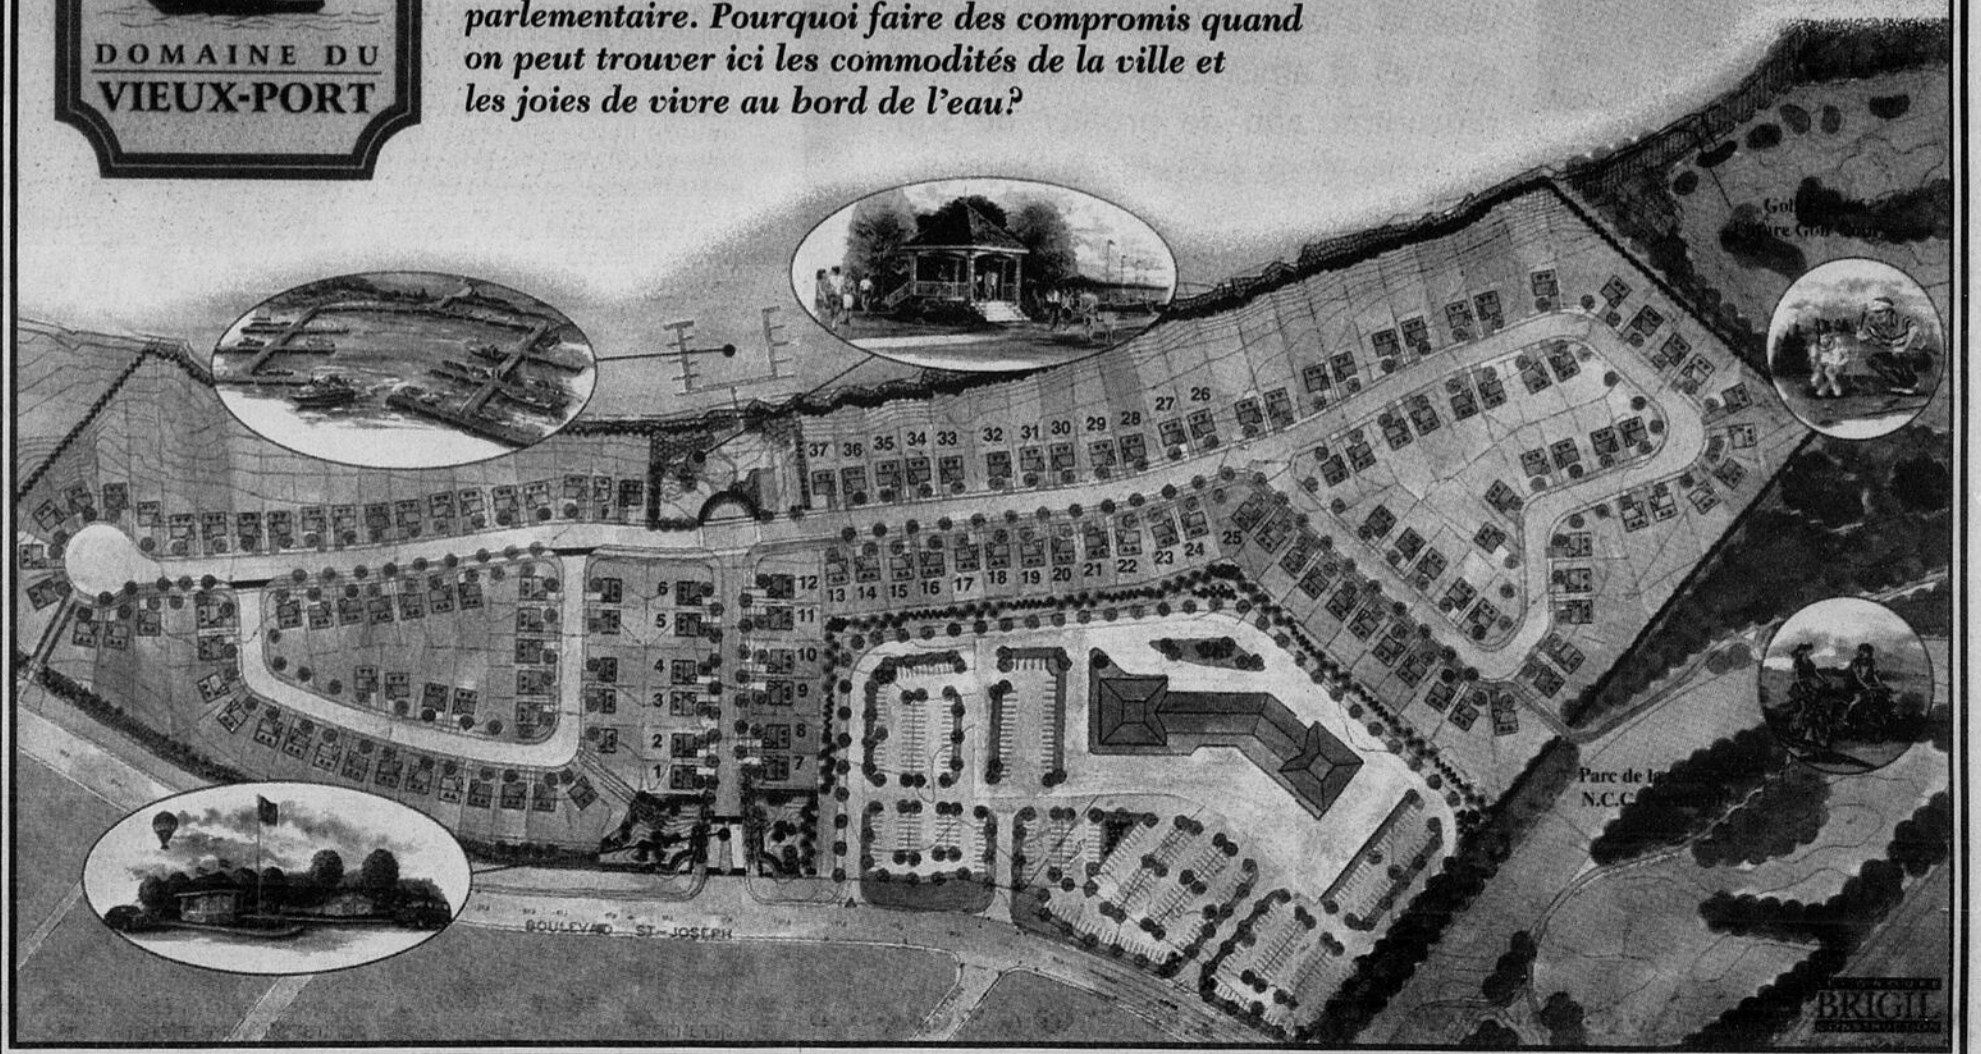 parlementaire. Pourquoi faire des compromis quand
on peut trouver ici les commodités de la ville et
les joies de vivre au bord de l'eau?
DOMAINE DU
VIEUX-PORT
37 36 35 34 33 32 31 30 29 28 27 26
25
24
23
22
21
20
19
18
17
16
15
14
13
12
11
10
9
8
7
6
5
4
3
2
1
Parc de la
N.C.C.
BOULEVARD ST-JOSEPH
LE GROUPE
BRIGIL
CONSTRUCTION